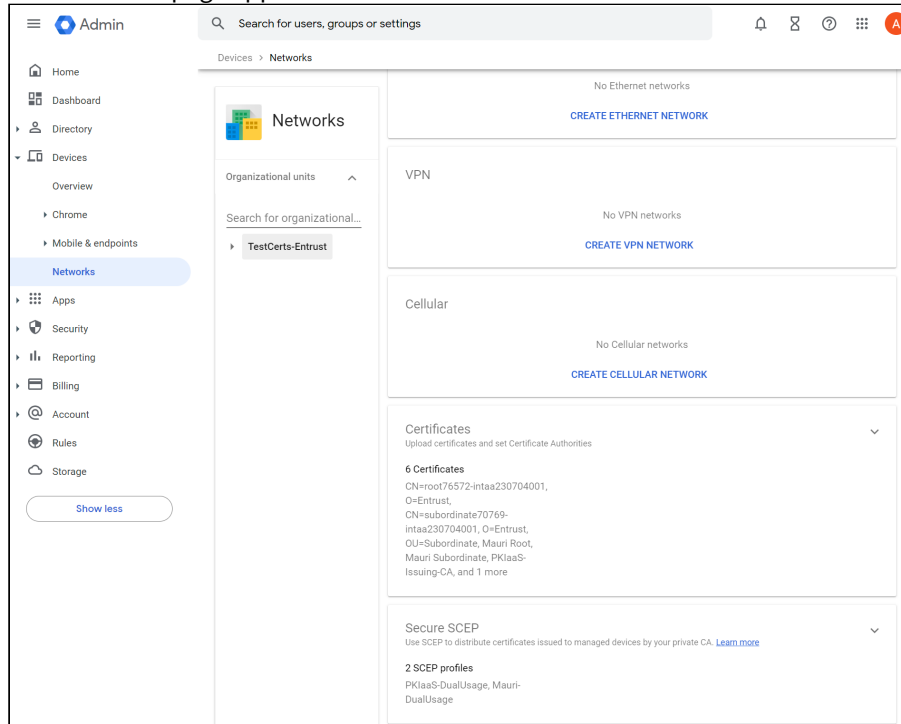 Admin
Search for users, groups or settings
A
Devices > Networks
Home
Dashboard
Directory
Devices
Overview
Chrome
Mobile & endpoints
Networks
Apps
Security
Reporting
Billing
Account
Rules
Storage
Show less
Networks
Organizational units
Search for organizational...
TestCerts-Entrust
No Ethernet networks
CREATE ETHERNET NETWORK
VPN
No VPN networks
CREATE VPN NETWORK
Cellular
No Cellular networks
CREATE CELLULAR NETWORK
Certificates
Upload certificates and set Certificate Authorities
6 Certificates
CN=root76572-intaa230704001,
O=Entrust,
CN=subordinate70769-
intaa230704001, O=Entrust,
OU=Subordinate, Mauri Root,
Mauri Subordinate, PKIaaS-
Issuing-CA, and 1 more
Secure SCEP
Use SCEP to distribute certificates issued to managed devices by your private CA. Learn more
2 SCEP profiles
PKIaaS-DualUsage, Mauri-
DualUsage